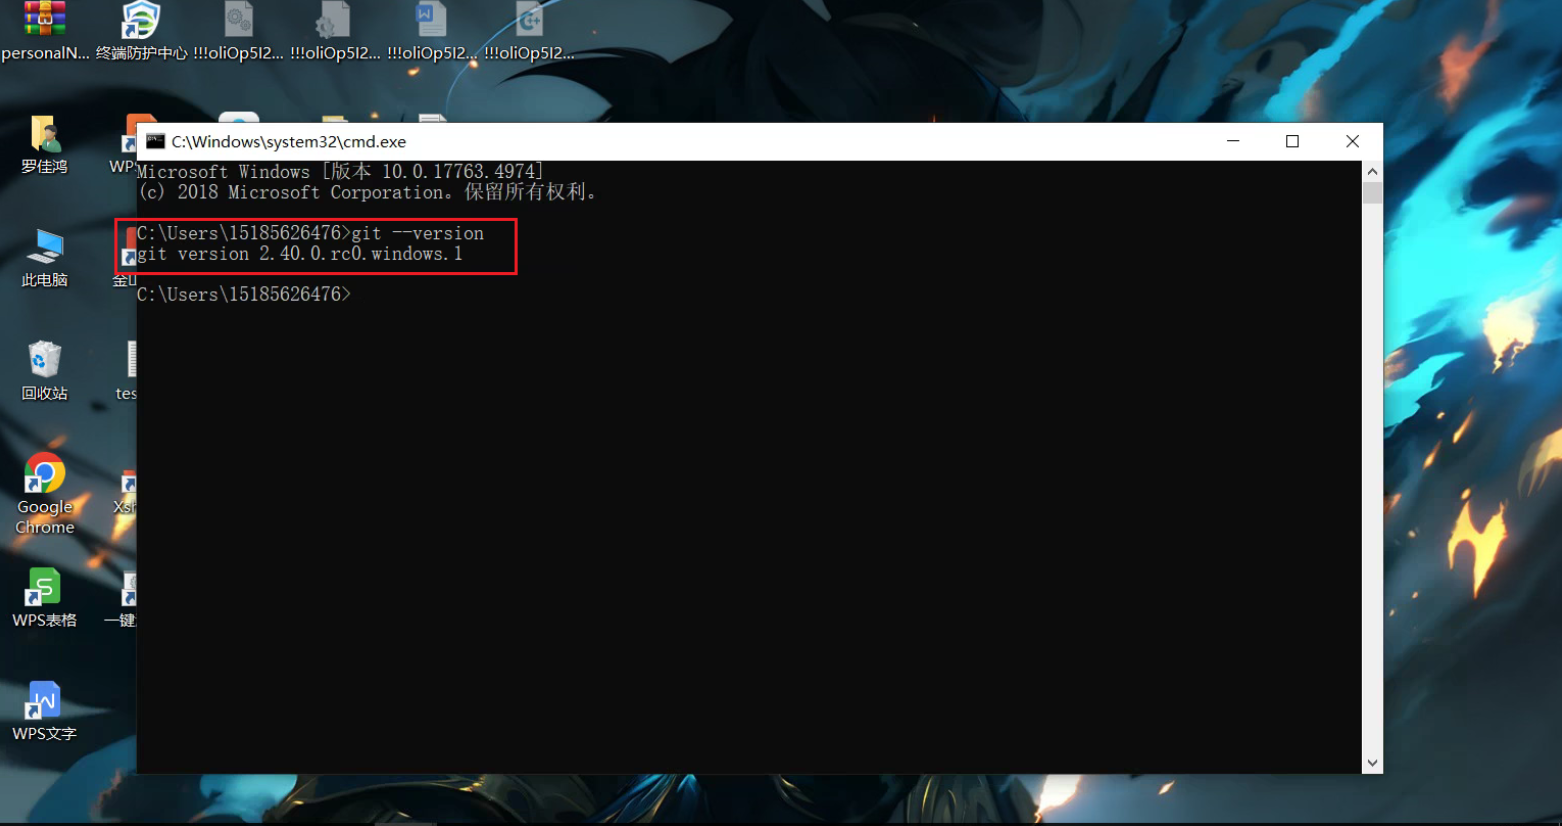 personalN...
终端防护中心
!!!oliOp5I2...
!!!oliOp5I2...
!!!oliOp5I2...
!!!oliOp5I2...
罗佳鸿
WPS
C:\Windows\system32\cmd.exe
Microsoft Windows [版本 10.0.17763.4974]
(c) 2018 Microsoft Corporation。保留所有权利。
C:\Users\15185626476>git --version
git version 2.40.0.rc0.windows.1
C:\Users\15185626476>
此电脑
金山
回收站
tes
Google
Chrome
Xsh
WPS表格
一键
WPS文字